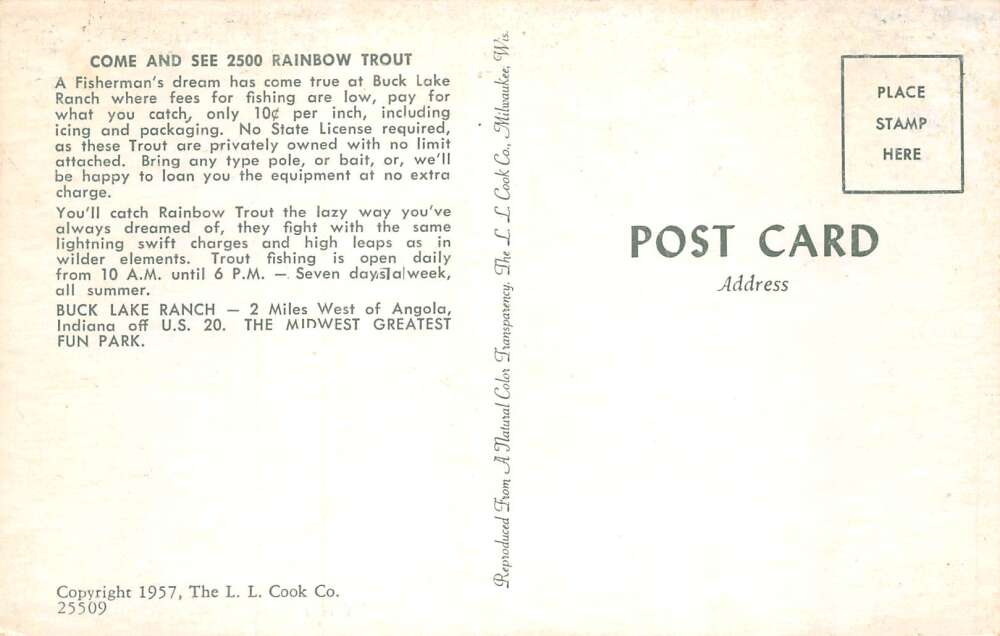 COME AND SEE 2500 RAINBOW TROUT
A Fisherman's dream has come true at Buck Lake
Ranch where fees for fishing are low, pay for
what you catch, only 10¢ per inch, including
icing and packaging. No State License required,
as these Trout are privately owned with no limit
attached. Bring any type pole, or bait, or, we'll
be happy to loan you the equipment at no extra
charge.
You'll catch Rainbow Trout the lazy way you've
always dreamed of, they fight with the same
lightning swift charges and high leaps as in
wilder elements. Trout fishing is open daily
from 10 A.M. until 6 P.M. — Seven days a week,
all summer.
BUCK LAKE RANCH — 2 Miles West of Angola,
Indiana off U.S. 20. THE MIDWEST GREATEST
FUN PARK.
Copyright 1957, The L. L. Cook Co.
25509
Reproduced From A Natural Color Transparency. The L. L. Cook Co., Milwaukee, Wis.
PLACE
STAMP
HERE
POST CARD
Address